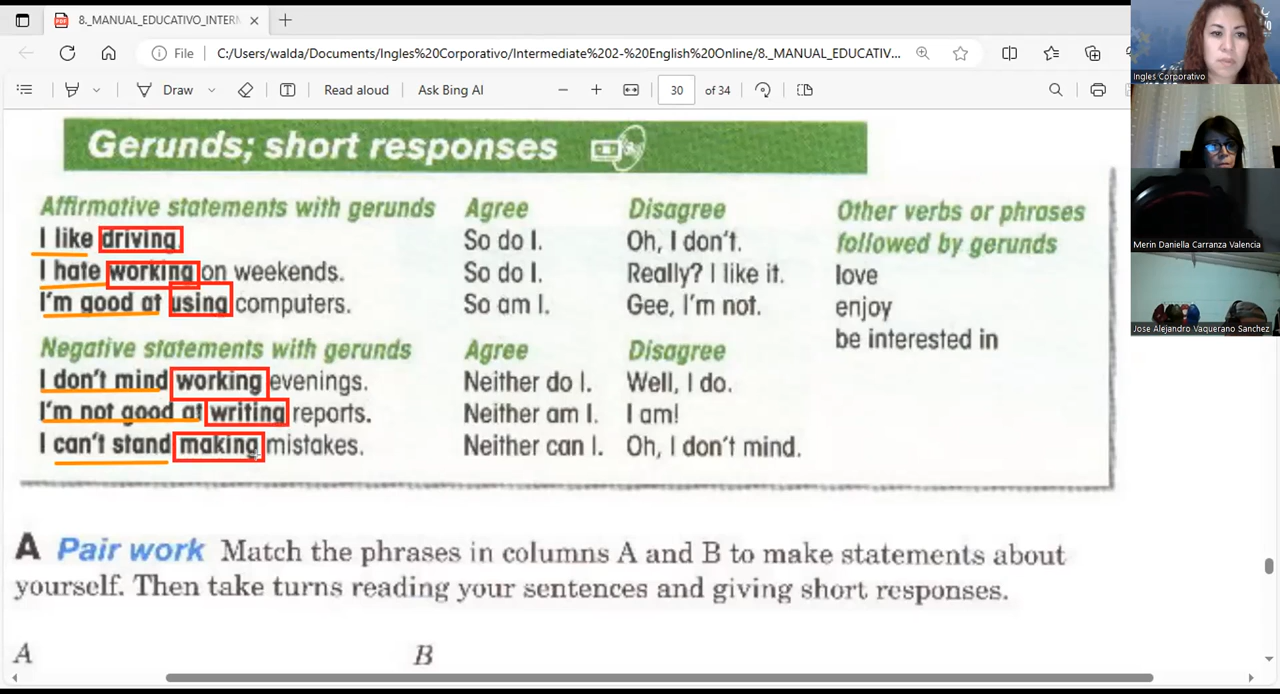 8._MANUAL_EDUCATIVO_INTERN
File
C:/Users/walda/Documents/Ingles%20Corporativo/Intermediate%202-%20English%20Online/8._MANUAL_EDUCATIV...
Draw
Read aloud
Ask Bing AI
30 of 34
Ingles Corporativo
Merin Daniella Carranza Valencia
Jose Alejandro Vaquerano Sanchez
Gerunds; short responses
Affirmative statements with gerunds Agree Disagree Other verbs or phrases
I like driving. So do I. Oh, I don't. followed by gerunds
I hate working on weekends. So do I. Really? I like it. love
I'm good at using computers. So am I. Gee, I'm not. enjoy
be interested in
Negative statements with gerunds Agree Disagree
I don't mind working evenings. Neither do I. Well, I do.
I'm not good at writing reports. Neither am I. I am!
I can't stand making mistakes. Neither can I. Oh, I don't mind.
A Pair work Match the phrases in columns A and B to make statements about
yourself. Then take turns reading your sentences and giving short responses.
A B